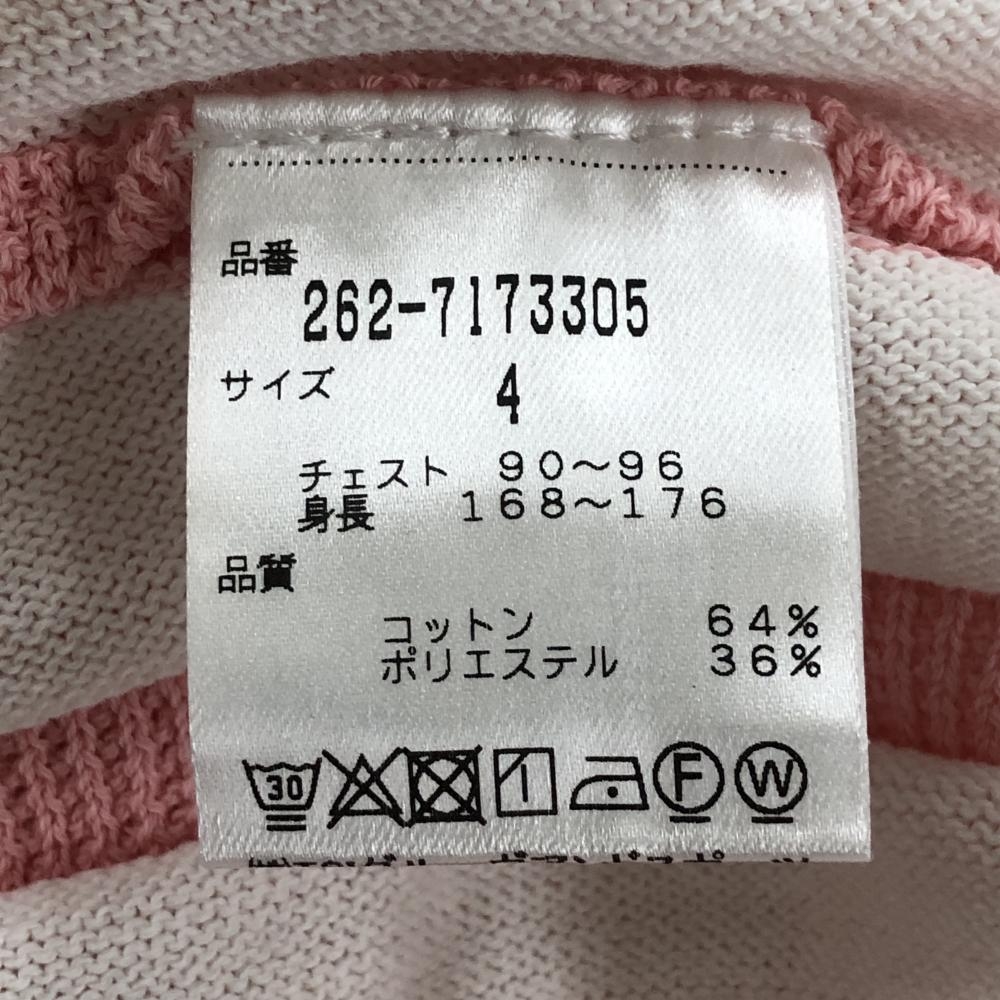 品番
262-7173305
サイズ 4
チェスト 90～96
身長 168～176
品質
コットン 64%
ポリエステル 36%
30 F W